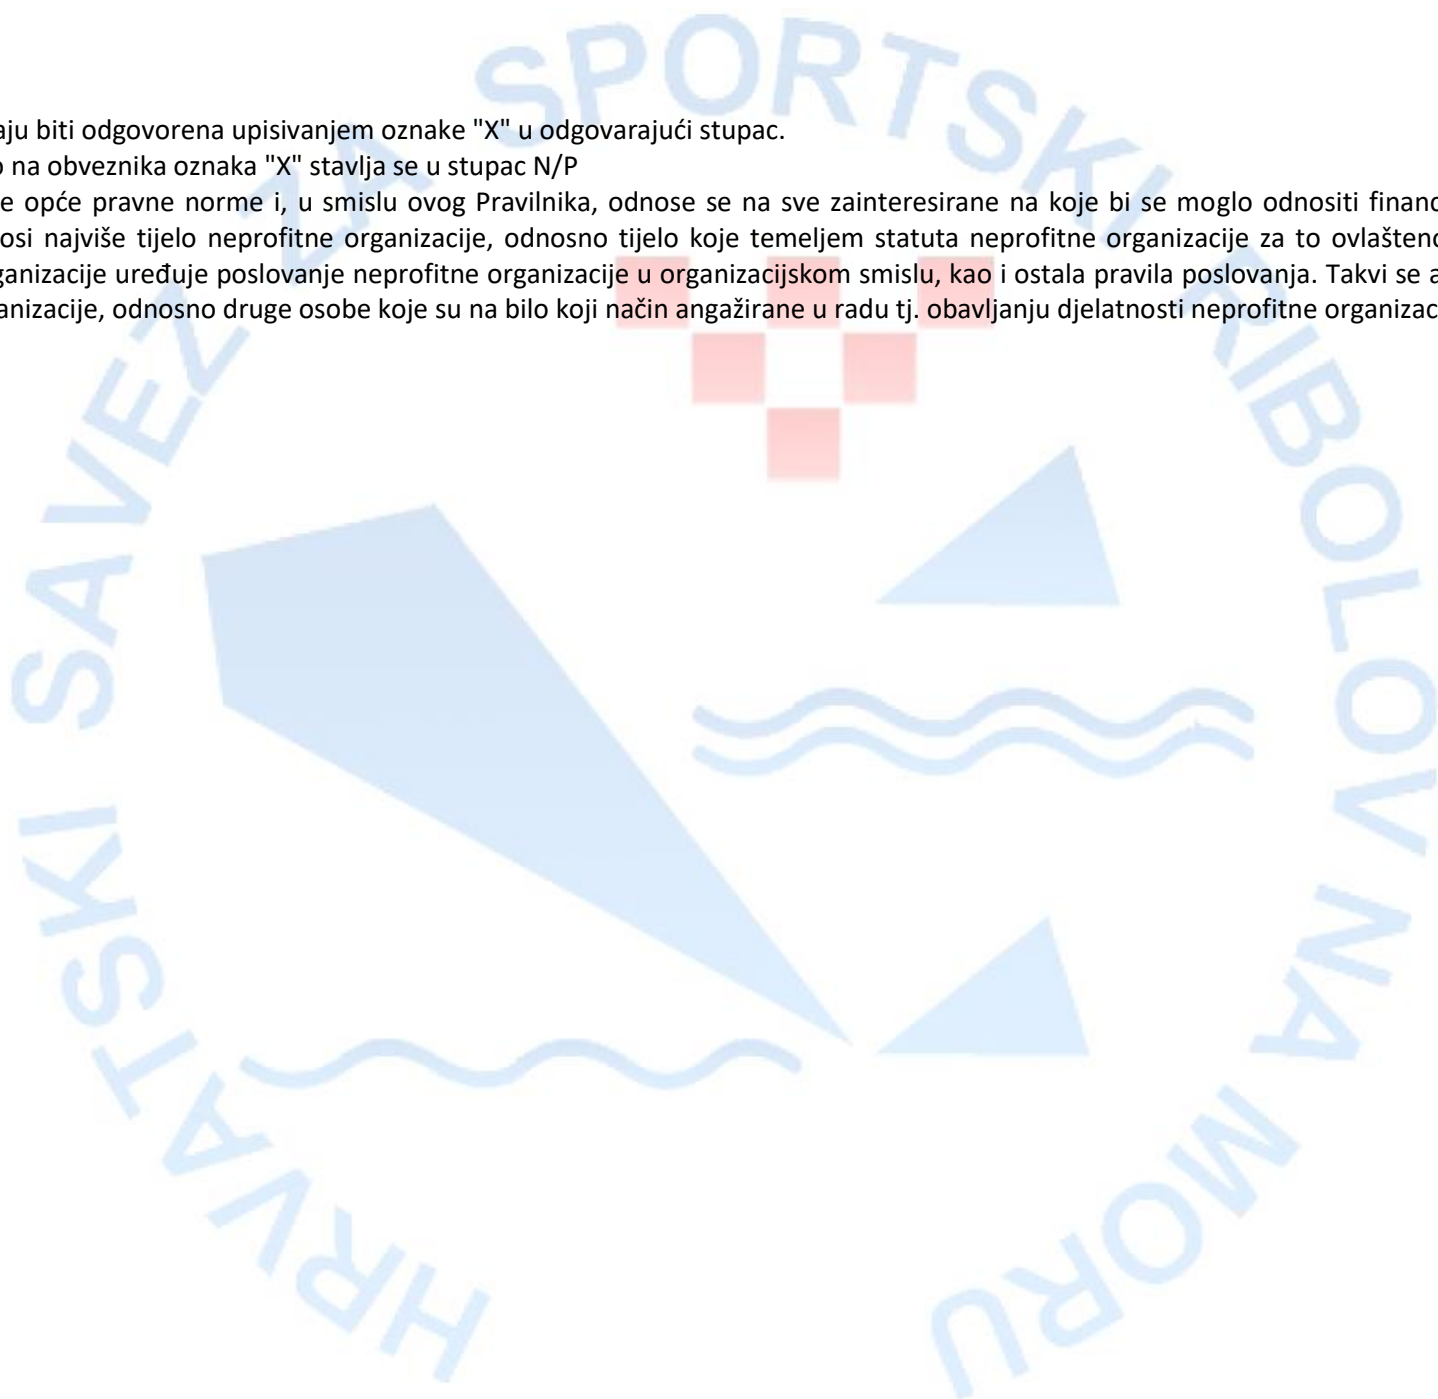 aju biti odgovorena upisivanjem oznake "X" u odgovarajući stupac.
o na obveznika oznaka "X" stavlja se u stupac N/P
e opće pravne norme i, u smislu ovog Pravilnika, odnose se na sve zainteresirane na koje bi se moglo odnositi financ
osi najviše tijelo neprofitne organizacije, odnosno tijelo koje temeljem statuta neprofitne organizacije za to ovlašteno
ganizacije uređuje poslovanje neprofitne organizacije u organizacijskom smislu, kao i ostala pravila poslovanja. Takvi se a
anizacije, odnosno druge osobe koje su na bilo koji način angažirane u radu tj. obavljanju djelatnosti neprofitne organizac
HRVATSKI SAVEZ ZA SPORTSKI RIBOLOV NA MORU